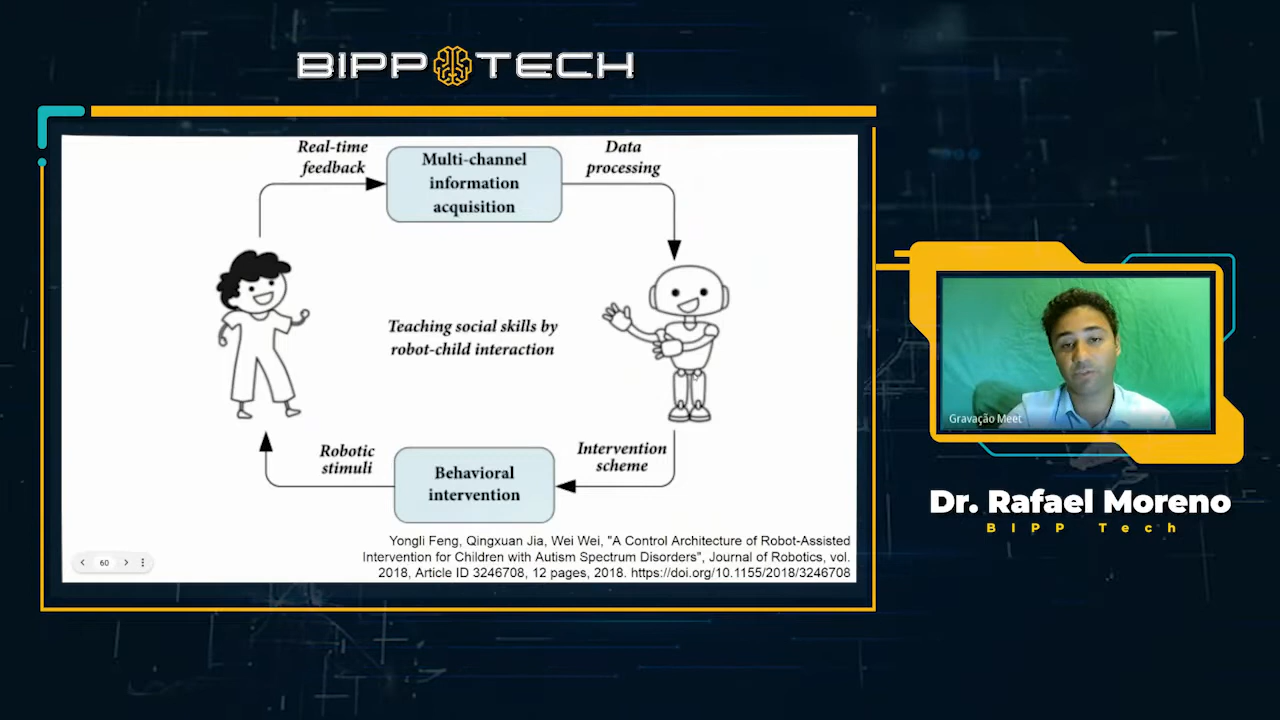 BIPP TECH
Real-time
feedback
Multi-channel
information
acquisition
Data
processing
Teaching social skills by
robot-child interaction
Robotic
stimuli
Behavioral
intervention
Intervention
scheme
Yongli Feng, Qingxuan Jia, Wei Wei, "A Control Architecture of Robot-Assisted
Intervention for Children with Autism Spectrum Disorders", Journal of Robotics, vol.
2018, Article ID 3246708, 12 pages, 2018. https://doi.org/10.1155/2018/3246708
60
Gravação Meet
Dr. Rafael Moreno
BIPP Tech